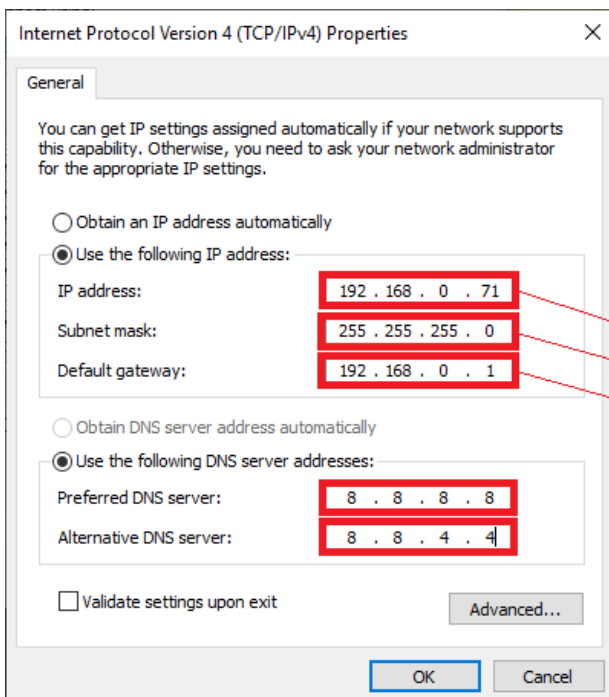 Internet Protocol Version 4 (TCP/IPv4) Properties
General
You can get IP settings assigned automatically if your network supports
this capability. Otherwise, you need to ask your network administrator
for the appropriate IP settings.
Obtain an IP address automatically
Use the following IP address:
IP address: 192 . 168 . 0 . 71
Subnet mask: 255 . 255 . 255 . 0
Default gateway: 192 . 168 . 0 . 1
Obtain DNS server address automatically
Use the following DNS server addresses:
Preferred DNS server: 8 . 8 . 8 . 8
Alternative DNS server: 8 . 8 . 4 . 4
Validate settings upon exit
Advanced...
OK Cancel